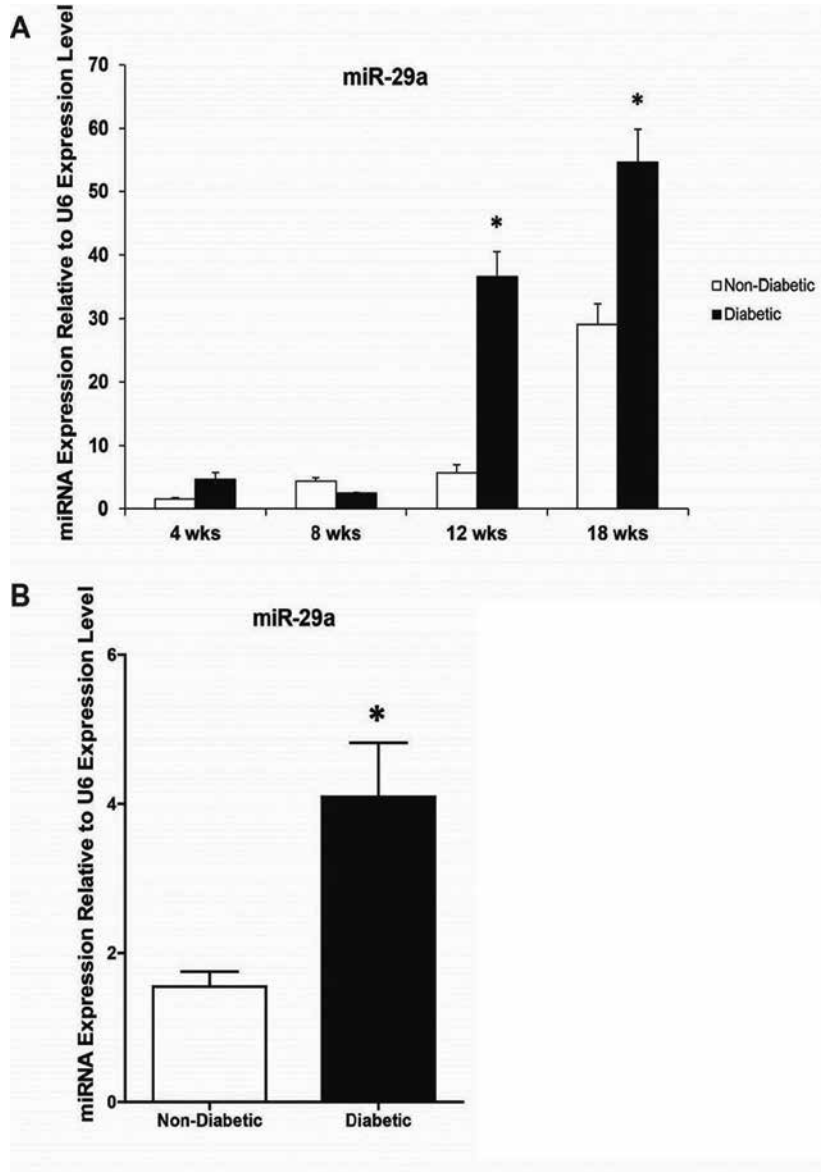 A
miR-29a
miRNA Expression Relative to U6 Expression Level
70
60
50
40
30
20
10
0
*
*
4 wks
8 wks
12 wks
18 wks
Non-Diabetic
Diabetic
B
miR-29a
miRNA Expression Relative to U6 Expression Level
6
4
2
0
*
Non-Diabetic
Diabetic